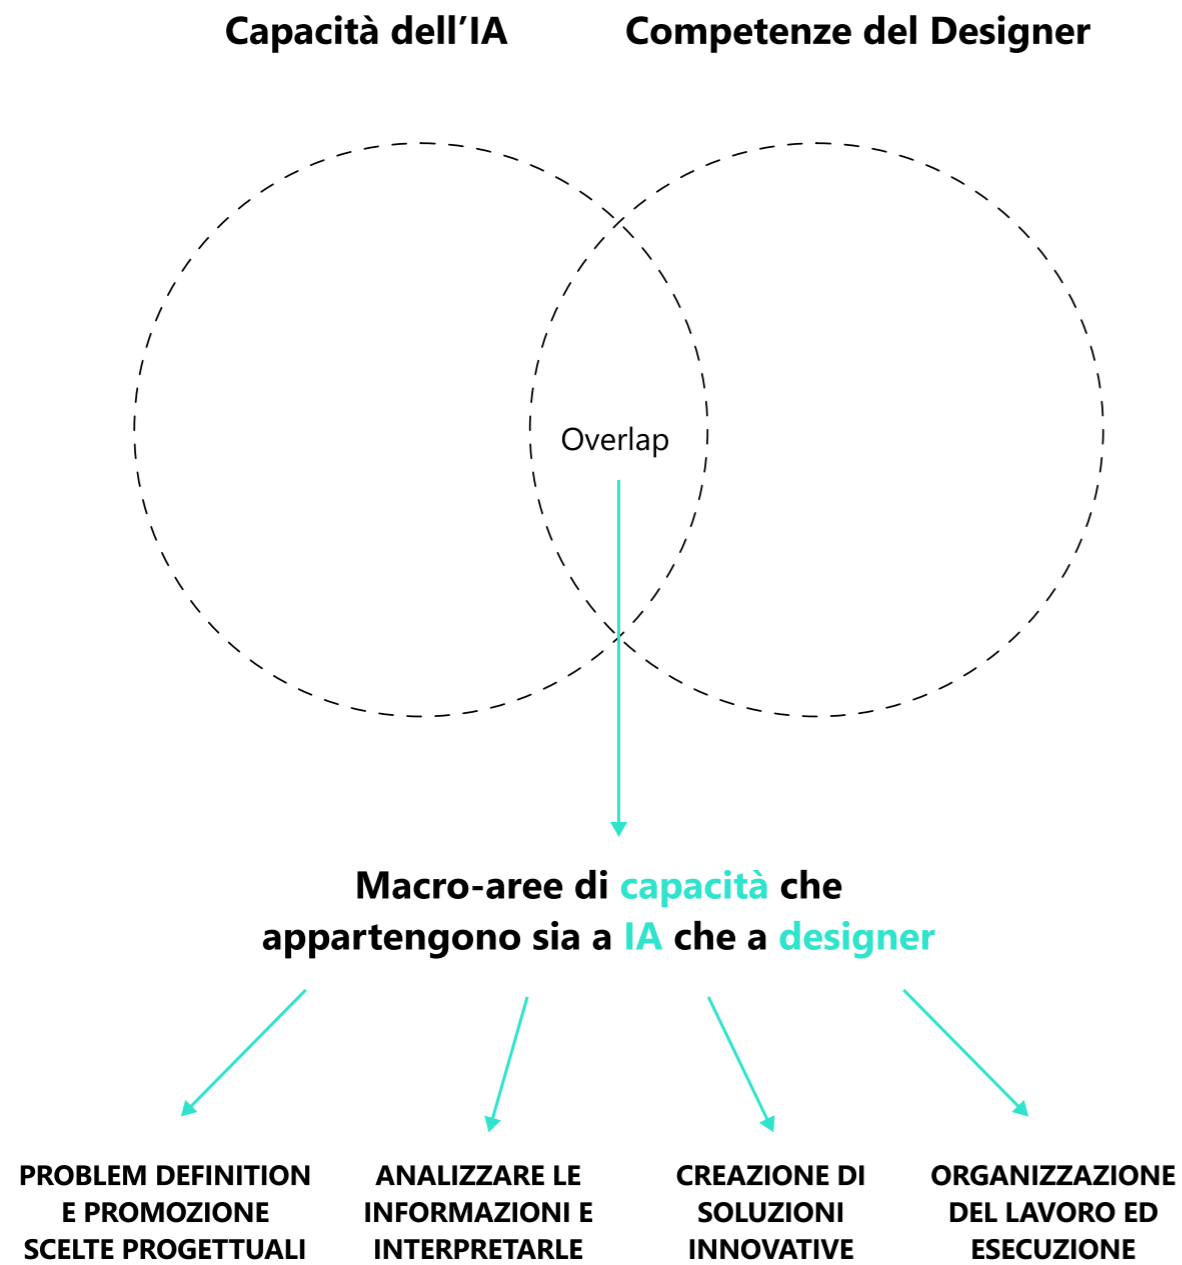 Capacità dell’IA
Competenze del Designer
Overlap
Macro-aree di capacità che
appartengono sia a IA che a designer
PROBLEM DEFINITION
E PROMOZIONE
SCELTE PROGETTUALI
ANALIZZARE LE
INFORMAZIONI E
INTERPRETARLE
CREAZIONE DI
SOLUZIONI
INNOVATIVE
ORGANIZZAZIONE
DEL LAVORO ED
ESECUZIONE